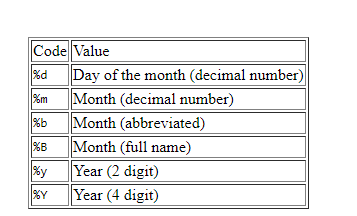 Code Value
%d Day of the month (decimal number)
%m Month (decimal number)
%b Month (abbreviated)
%B Month (full name)
%y Year (2 digit)
%Y Year (4 digit)